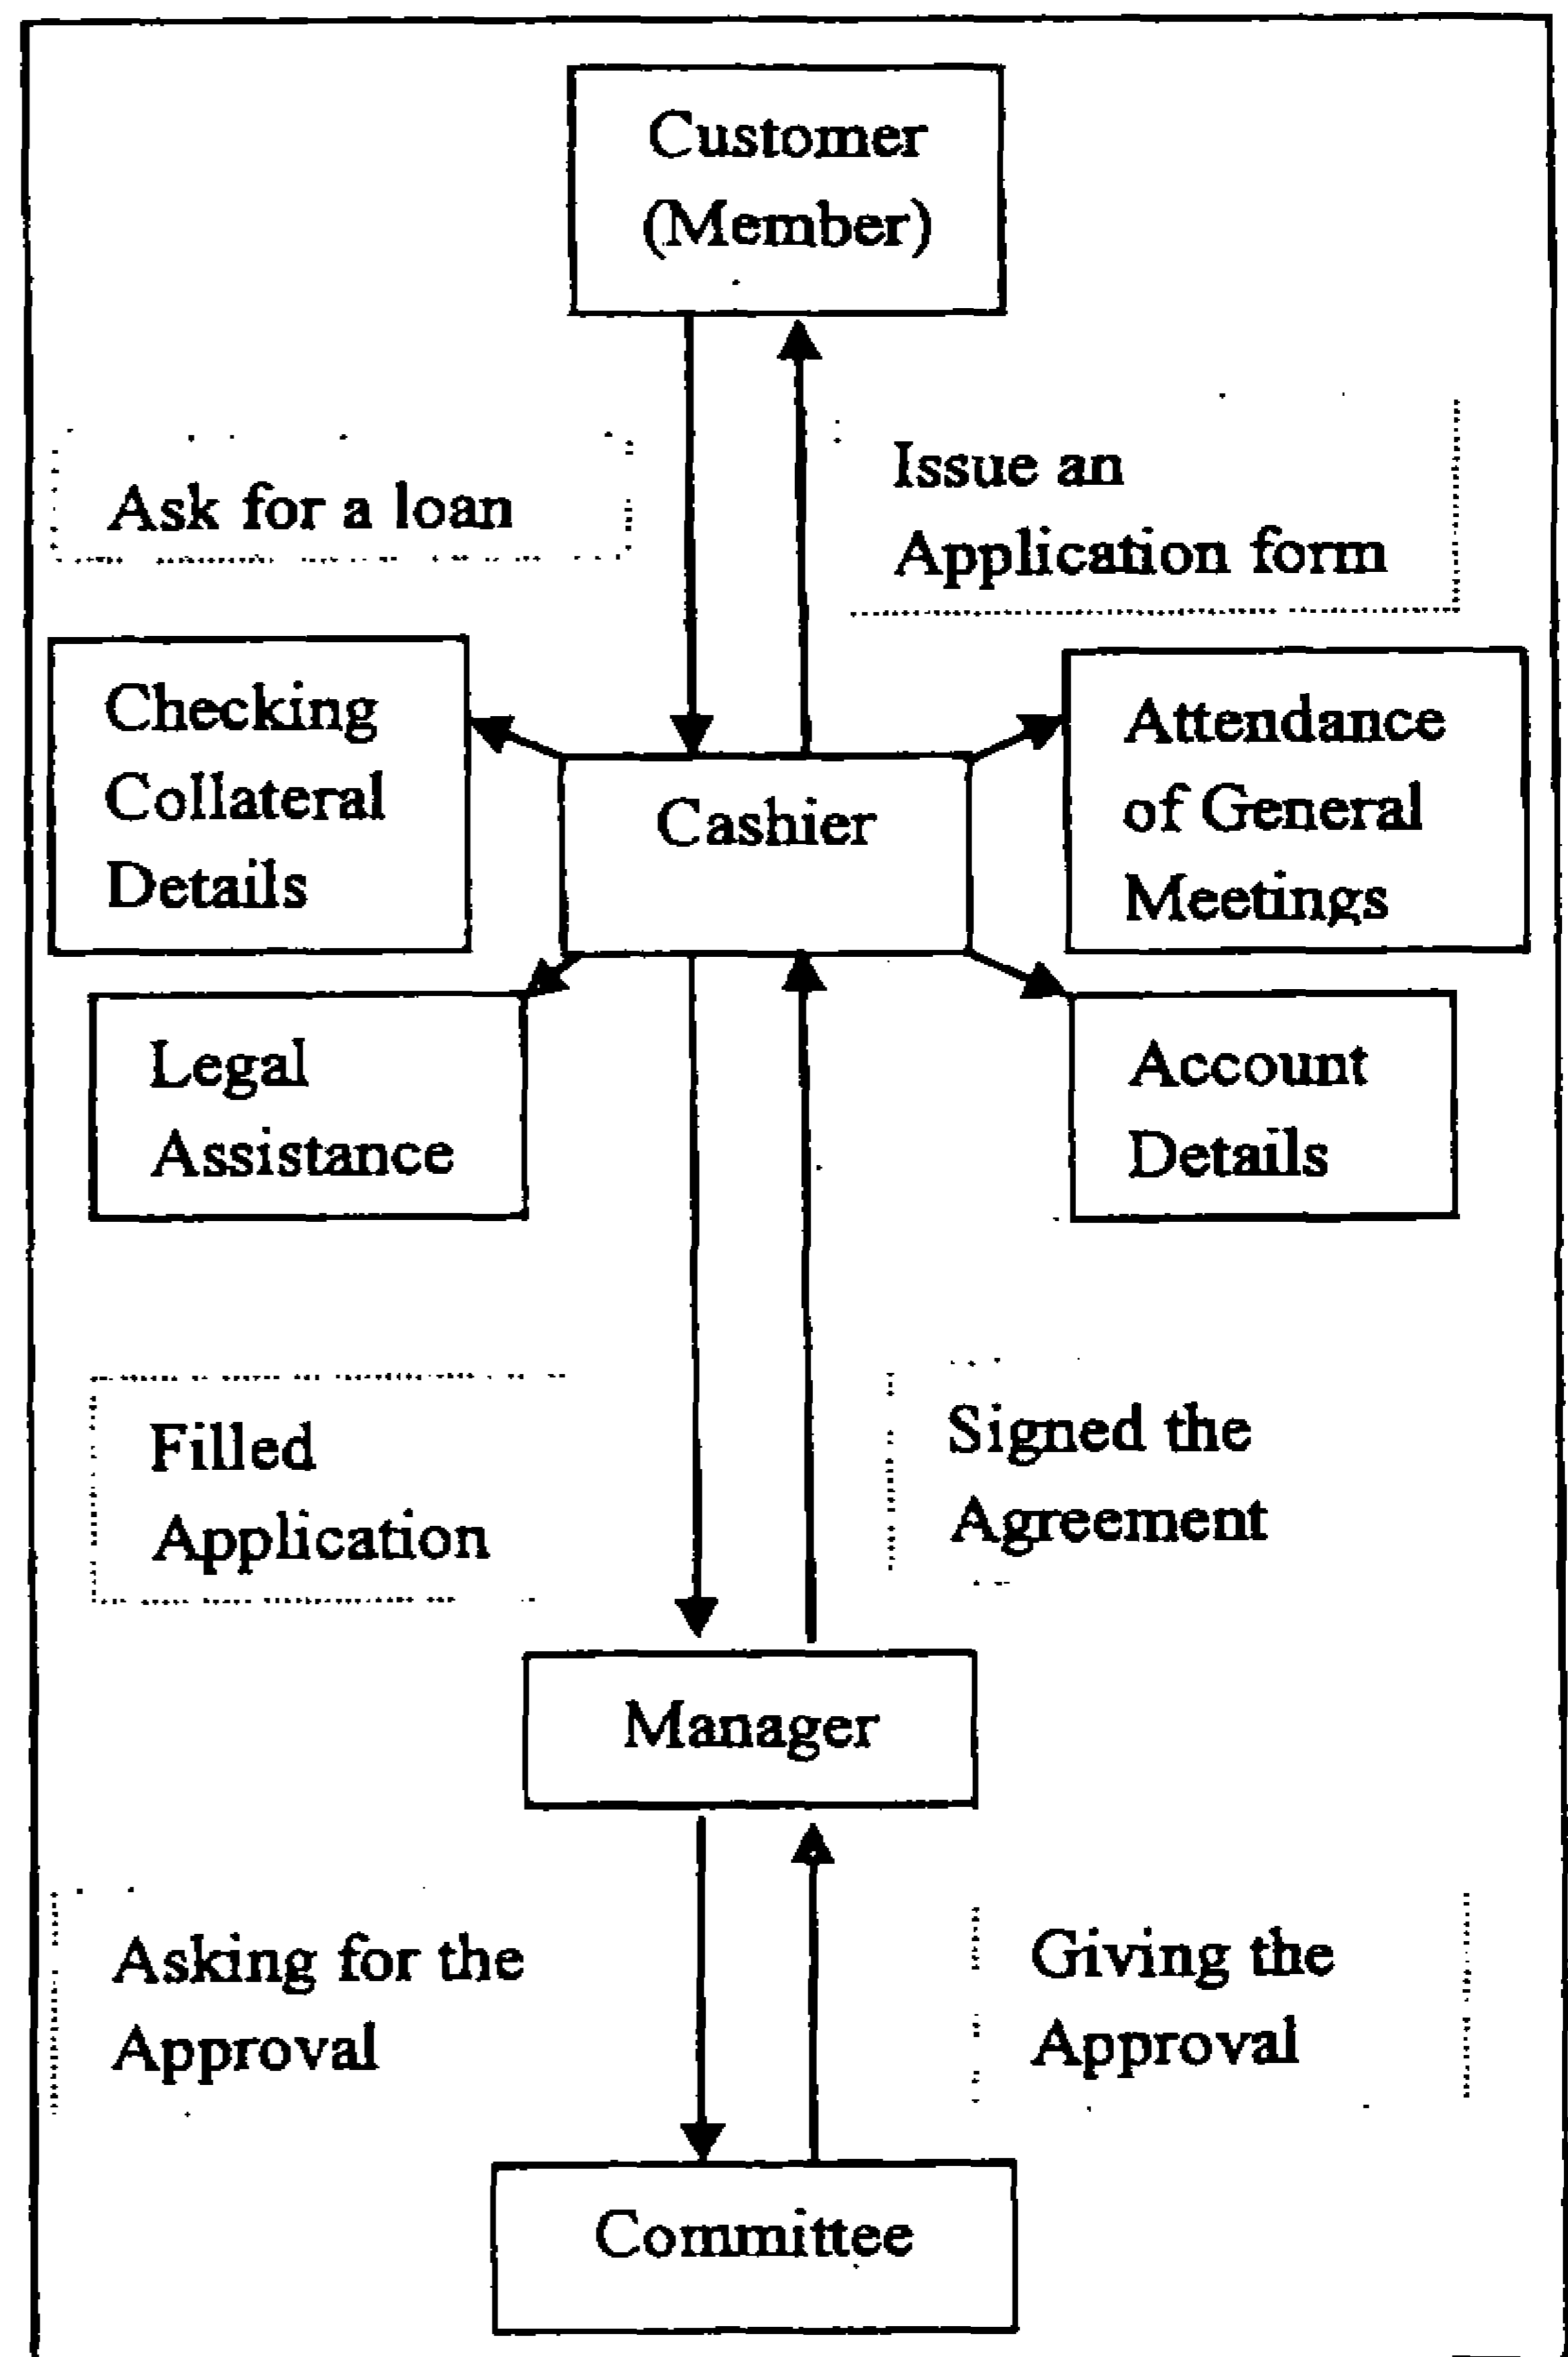 Customer
(Member)
Ask for a loan
Issue an
Application form
Checking
Collateral
Details
Cashier
Attendance
of General
Meetings
Legal
Assistance
Account
Details
Filled
Application
Signed the
Agreement
Manager
Asking for the
Approval
Giving the
Approval
Committee